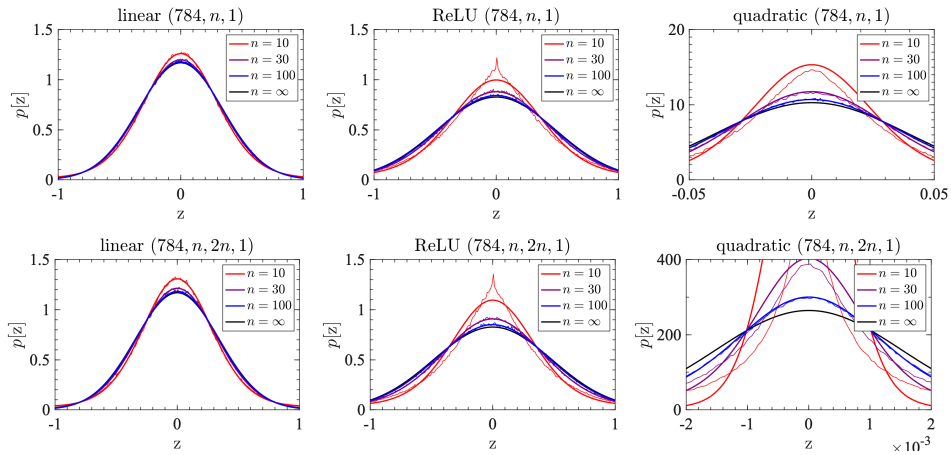 linear (784, n, 1)
p[z]
1.5
1
0.5
0
-1
0
1
z
n = 10
n = 30
n = 100
n = ∞
ReLU (784, n, 1)
p[z]
1.5
1
0.5
0
-1
0
1
z
n = 10
n = 30
n = 100
n = ∞
quadratic (784, n, 1)
p[z]
20
10
0
-0.05
0
0.05
z
n = 10
n = 30
n = 100
n = ∞
linear (784, n, 2n, 1)
p[z]
1.5
1
0.5
0
-1
0
1
z
n = 10
n = 30
n = 100
n = ∞
ReLU (784, n, 2n, 1)
p[z]
1.5
1
0.5
0
-1
0
1
z
n = 10
n = 30
n = 100
n = ∞
quadratic (784, n, 2n, 1)
p[z]
400
200
0
-2
-1
0
1
2
z
×10⁻³
n = 10
n = 30
n = 100
n = ∞